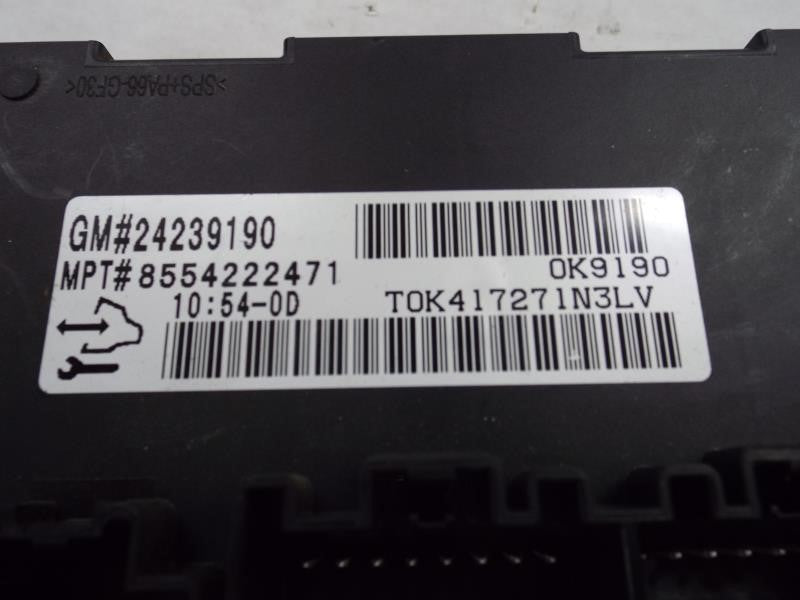 >SPS+PA66-GF30<
GM#24239190
MPT#8554222471
0K9190
10:54-0D
T0K417271N3LV